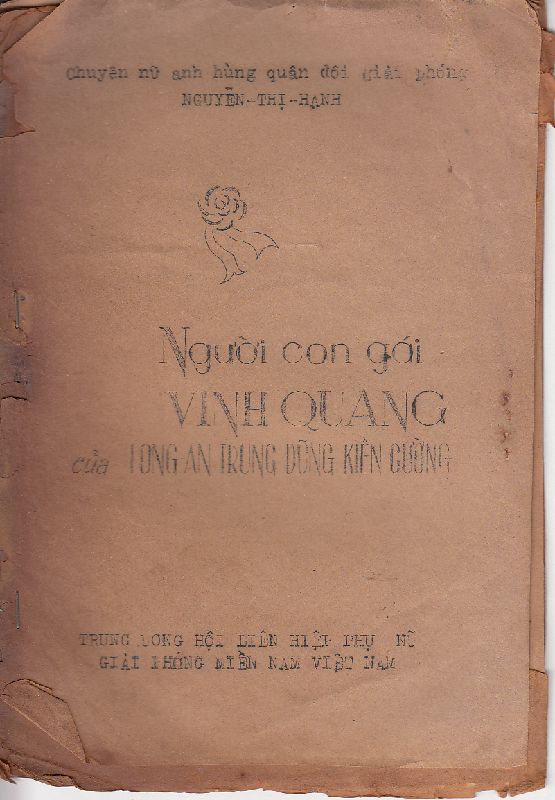 Chuyện nữ anh hùng quân đội giải phóng
NGUYỄN-THỊ-HẠNH
Người con gái
VINH QUANG
của LONG AN TRUNG DŨNG KIÊN CƯỜNG
TRUNG ƯƠNG HỘI LIÊN HIỆP PHỤ NỮ
GIẢI PHÓNG MIỀN NAM VIỆT NAM